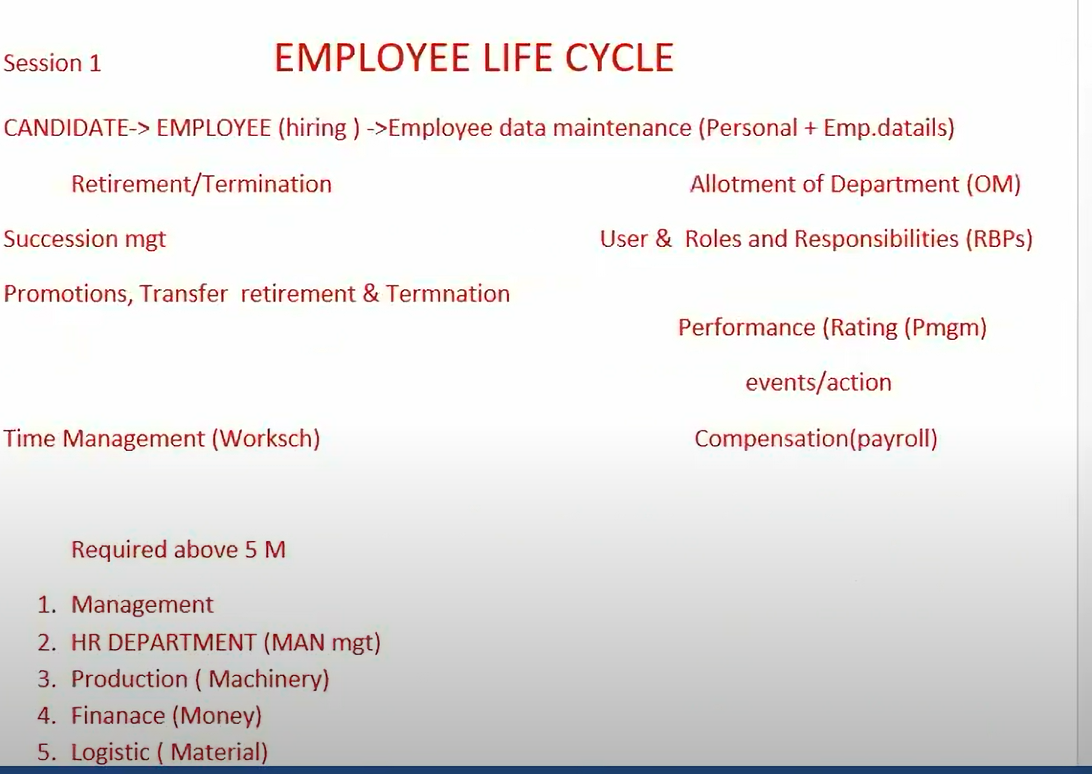 Session 1 EMPLOYEE LIFE CYCLE
CANDIDATE-> EMPLOYEE (hiring ) ->Employee data maintenance (Personal + Emp.datails)
Retirement/Termination Allotment of Department (OM)
Succession mgt User & Roles and Responsibilities (RBPs)
Promotions, Transfer retirement & Termnation
Performance (Rating (Pmgm)
events/action
Time Management (Worksch) Compensation(payroll)
Required above 5 M
1. Management
2. HR DEPARTMENT (MAN mgt)
3. Production ( Machinery)
4. Finanace (Money)
5. Logistic ( Material)